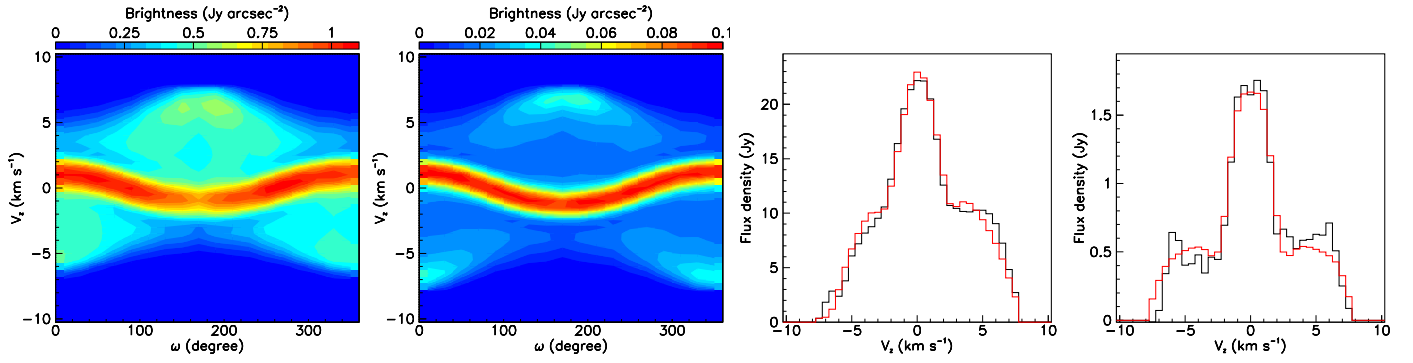 Brightness (Jy arcsec⁻²)
0 0.25 0.5 0.75 1
V_z (km s⁻¹)
10
5
0
−5
−10
0 100 200 300
ω (degree)
Brightness (Jy arcsec⁻²)
0 0.02 0.04 0.06 0.08 0.1
V_z (km s⁻¹)
10
5
0
−5
−10
0 100 200 300
ω (degree)
Flux density (Jy)
20
15
10
5
0
−10 −5 0 5 10
V_z (km s⁻¹)
Flux density (Jy)
1.5
1
0.5
0
−10 −5 0 5 10
V_z (km s⁻¹)